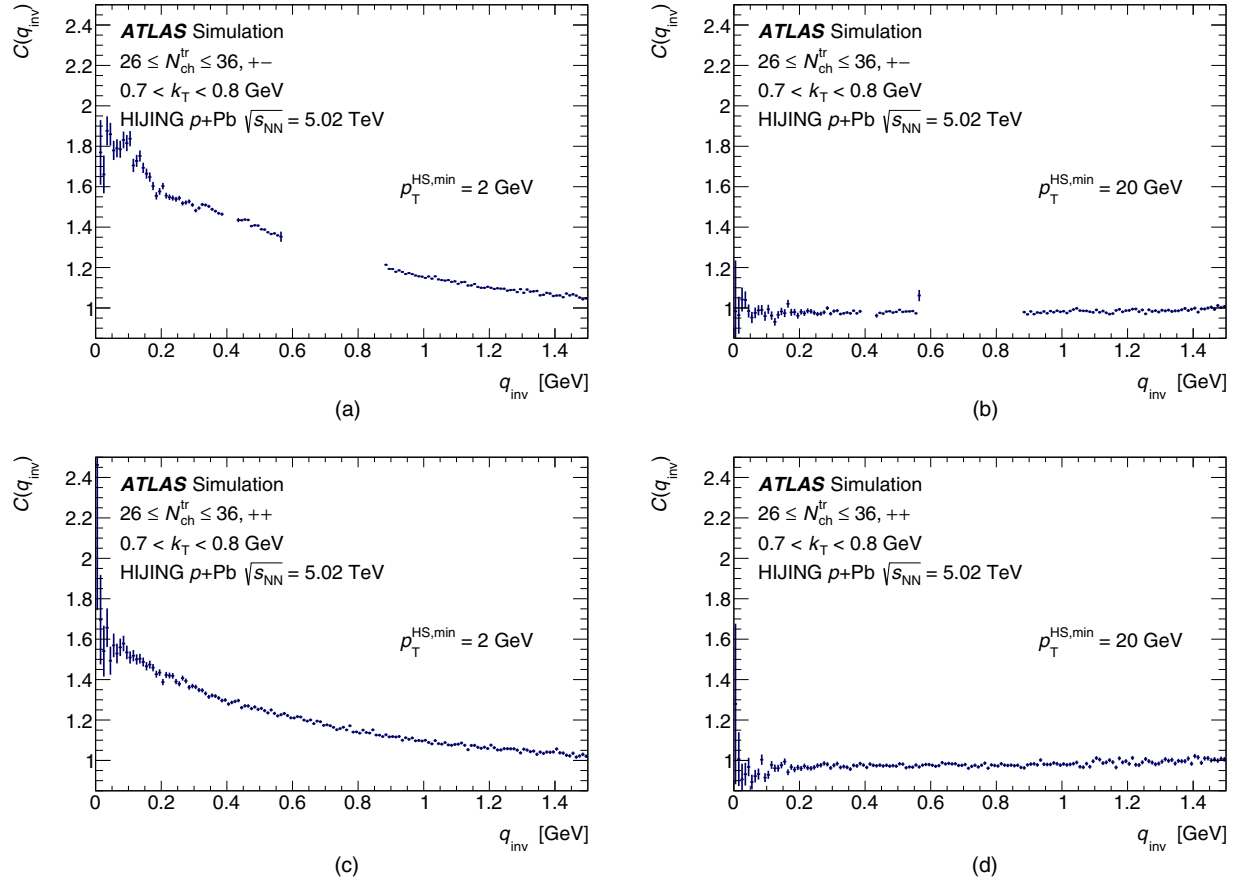 C(q_inv)
2.4
2.2
2
1.8
1.6
1.4
1.2
1
ATLAS Simulation
26 ≤ N_ch^tr ≤ 36, +−
0.7 < k_T < 0.8 GeV
HIJING p+Pb √s_NN = 5.02 TeV
p_T^HS,min = 2 GeV
0 0.2 0.4 0.6 0.8 1 1.2 1.4
q_inv [GeV]
(a)
C(q_inv)
2.4
2.2
2
1.8
1.6
1.4
1.2
1
ATLAS Simulation
26 ≤ N_ch^tr ≤ 36, +−
0.7 < k_T < 0.8 GeV
HIJING p+Pb √s_NN = 5.02 TeV
p_T^HS,min = 20 GeV
0 0.2 0.4 0.6 0.8 1 1.2 1.4
q_inv [GeV]
(b)
C(q_inv)
2.4
2.2
2
1.8
1.6
1.4
1.2
1
ATLAS Simulation
26 ≤ N_ch^tr ≤ 36, ++
0.7 < k_T < 0.8 GeV
HIJING p+Pb √s_NN = 5.02 TeV
p_T^HS,min = 2 GeV
0 0.2 0.4 0.6 0.8 1 1.2 1.4
q_inv [GeV]
(c)
C(q_inv)
2.4
2.2
2
1.8
1.6
1.4
1.2
1
ATLAS Simulation
26 ≤ N_ch^tr ≤ 36, ++
0.7 < k_T < 0.8 GeV
HIJING p+Pb √s_NN = 5.02 TeV
p_T^HS,min = 20 GeV
0 0.2 0.4 0.6 0.8 1 1.2 1.4
q_inv [GeV]
(d)